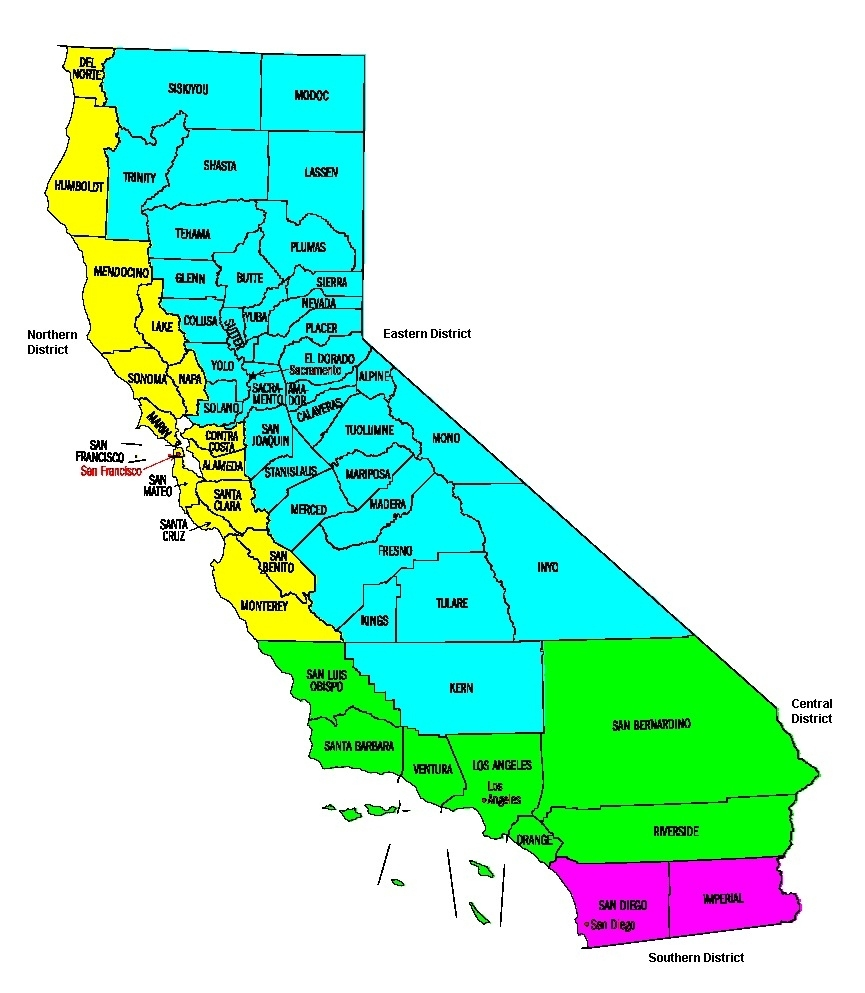 DEL
NORTE
SISKIYOU
MODOC
HUMBOLDT
TRINITY
SHASTA
LASSEN
TEHAMA
PLUMAS
MENDOCINO
GLENN
BUTTE
SIERRA
NEVADA
LAKE
COLUSA
SUTTER
YUBA
PLACER
Northern
District
Eastern District
YOLO
EL DORADO
Sacramento
SONOMA
NAPA
ALPINE
SACRA-
MENTO
AMA-
DOR
SOLANO
CALAVERAS
MARIN
CONTRA
COSTA
SAN
JOAQUIN
TUOLUMNE
MONO
SAN
FRANCISCO
San Francisco
ALAMEDA
STANISLAUS
MARIPOSA
SAN
MATEO
SANTA
CLARA
MERCED
MADERA
SANTA
CRUZ
SAN
BENITO
FRESNO
INYO
MONTEREY
KINGS
TULARE
SAN LUIS
OBISPO
KERN
Central
District
SAN BERNARDINO
SANTA BARBARA
VENTURA
LOS ANGELES
Los
Angeles
ORANGE
RIVERSIDE
SAN DIEGO
San Diego
IMPERIAL
Southern District